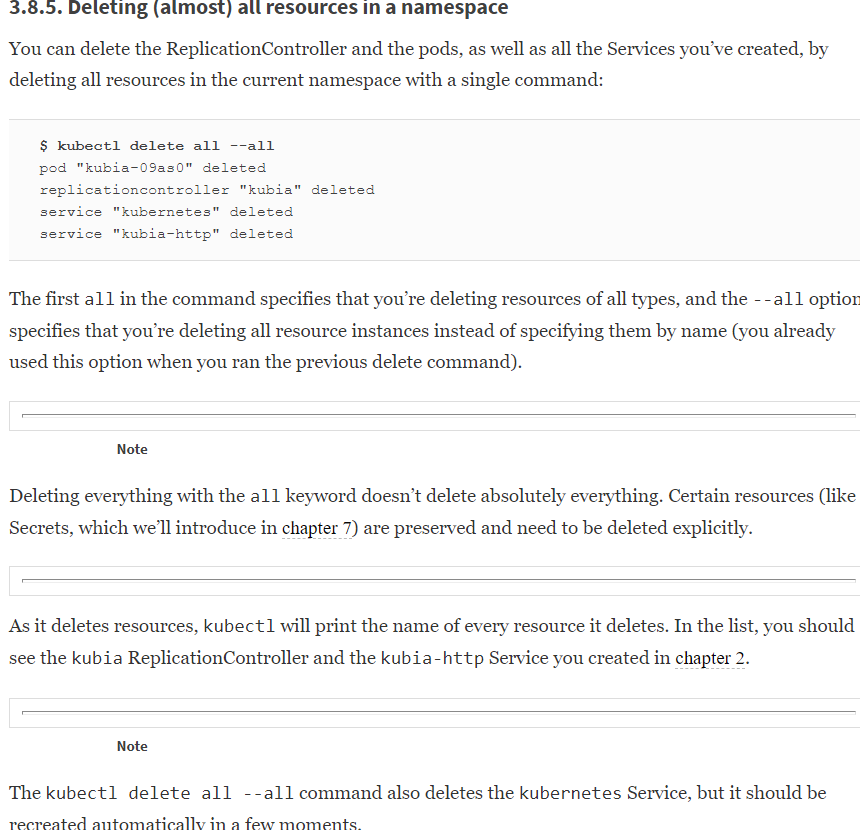 3.8.5. Deleting (almost) all resources in a namespace
You can delete the ReplicationController and the pods, as well as all the Services you’ve created, by
deleting all resources in the current namespace with a single command:
$ kubectl delete all --all
pod "kubia-09as0" deleted
replicationcontroller "kubia" deleted
service "kubernetes" deleted
service "kubia-http" deleted
The first all in the command specifies that you’re deleting resources of all types, and the --all option
specifies that you’re deleting all resource instances instead of specifying them by name (you already
used this option when you ran the previous delete command).
Note
Deleting everything with the all keyword doesn’t delete absolutely everything. Certain resources (like
Secrets, which we’ll introduce in chapter 7) are preserved and need to be deleted explicitly.
As it deletes resources, kubectl will print the name of every resource it deletes. In the list, you should
see the kubia ReplicationController and the kubia-http Service you created in chapter 2.
Note
The kubectl delete all --all command also deletes the kubernetes Service, but it should be
recreated automatically in a few moments.